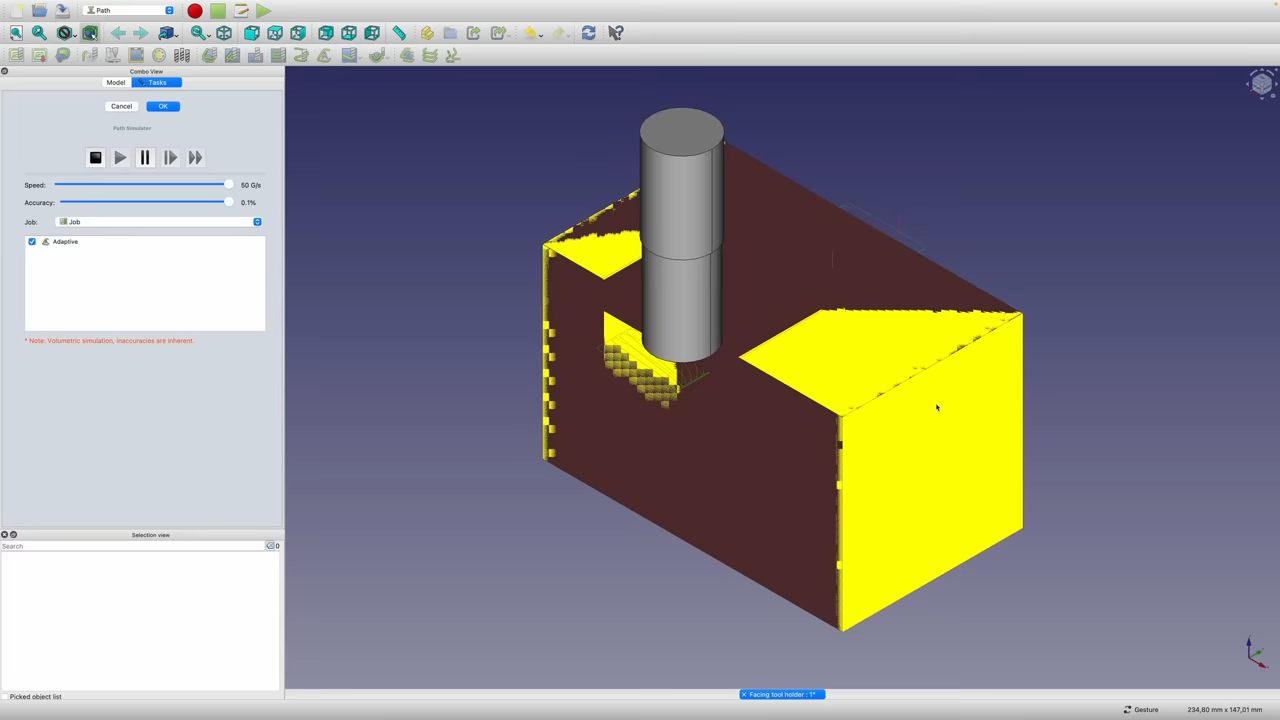 Path
Combo View
Model
Tasks
Cancel
OK
Path Simulator
Speed:
50 G/s
Accuracy:
0.1%
Job:
Job
Adaptive
* Note: Volumetric simulation, inaccuracies are inherent.
Selection view
Search
0
Picked object list
Facing tool holder : 1*
Gesture
234,80 mm x 147,01 mm